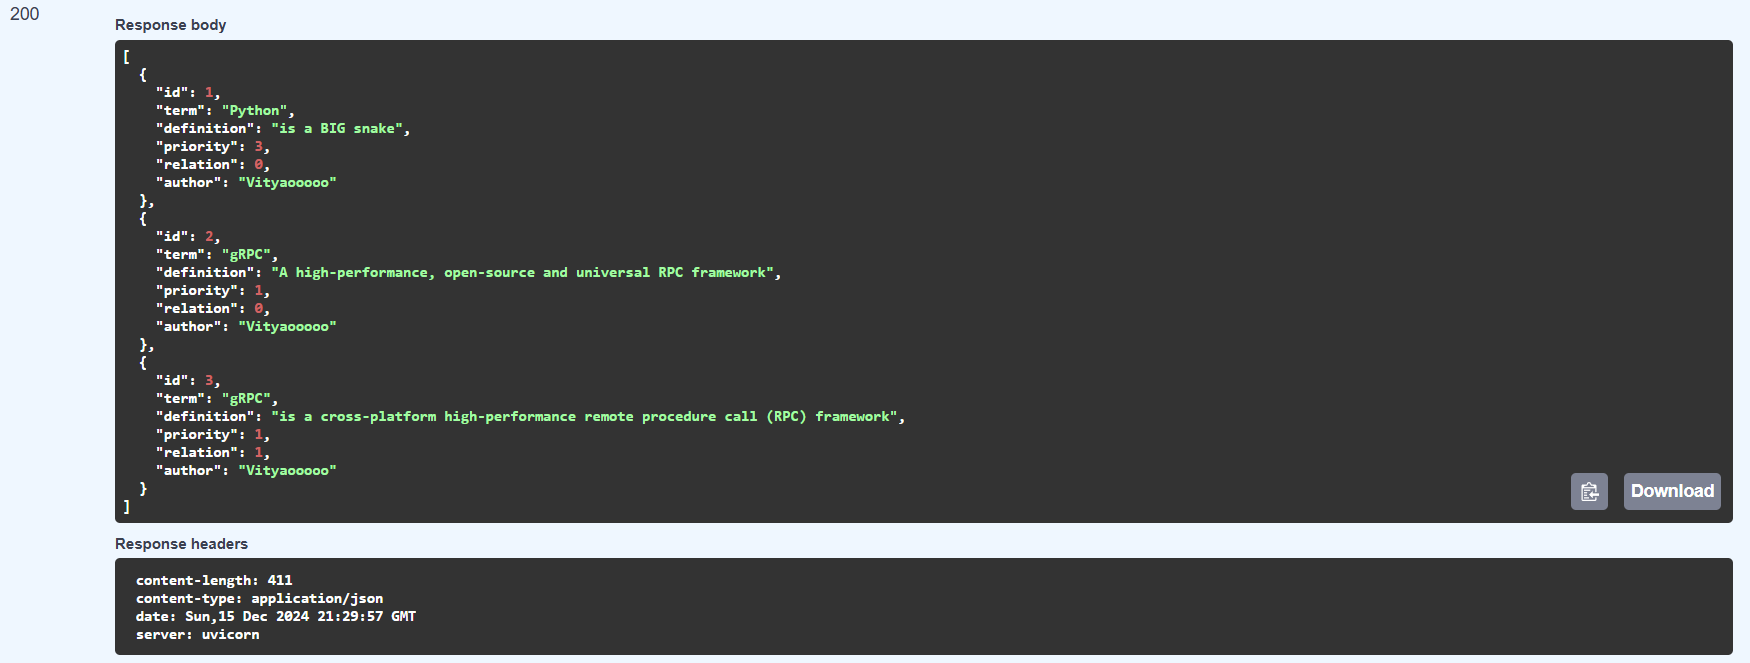 200
Response body
[
  {
    "id": 1,
    "term": "Python",
    "definition": "is a BIG snake",
    "priority": 3,
    "relation": 0,
    "author": "Vityaooooo"
  },
  {
    "id": 2,
    "term": "gRPC",
    "definition": "A high-performance, open-source and universal RPC framework",
    "priority": 1,
    "relation": 0,
    "author": "Vityaooooo"
  },
  {
    "id": 3,
    "term": "gRPC",
    "definition": "is a cross-platform high-performance remote procedure call (RPC) framework",
    "priority": 1,
    "relation": 1,
    "author": "Vityaooooo"
  }
]
Download
Response headers
content-length: 411
content-type: application/json
date: Sun,15 Dec 2024 21:29:57 GMT
server: uvicorn